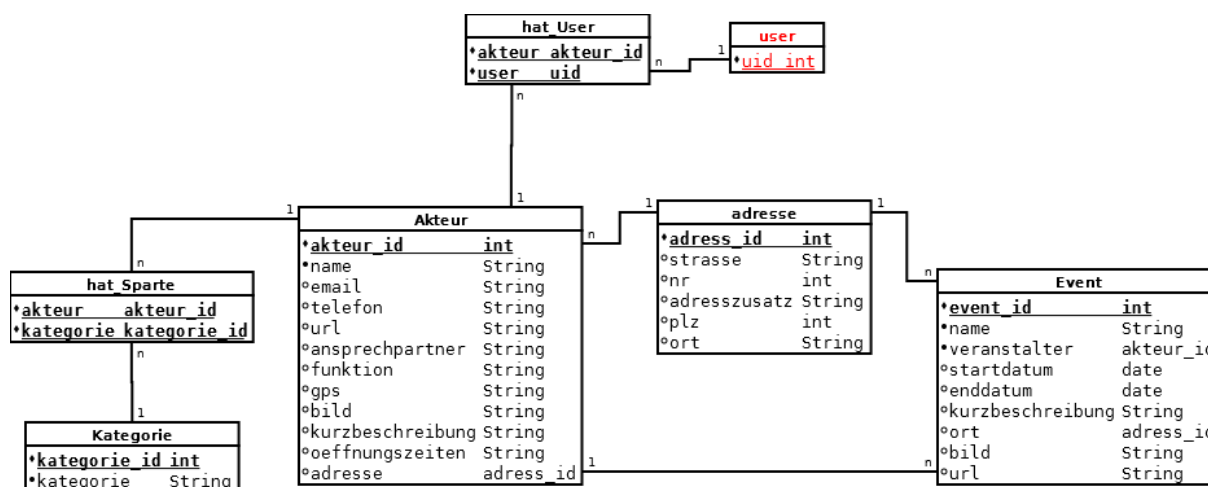 hat_User
akteur akteur_id
user uid
n
1
user
uid int
n
1
1
Akteur
akteur_id int
name String
email String
telefon String
url String
ansprechpartner String
funktion String
gps String
bild String
kurzbeschreibung String
oeffnungszeiten String
adresse adress_id
n
1
adresse
adress_id int
strasse String
nr int
adresszusatz String
plz int
ort String
1
n
Event
event_id int
name String
veranstalter akteur_id
startdatum date
enddatum date
kurzbeschreibung String
ort adress_id
bild String
url String
1
n
n
hat_Sparte
akteur akteur_id
kategorie kategorie_id
n
1
Kategorie
kategorie_id int
kategorie String